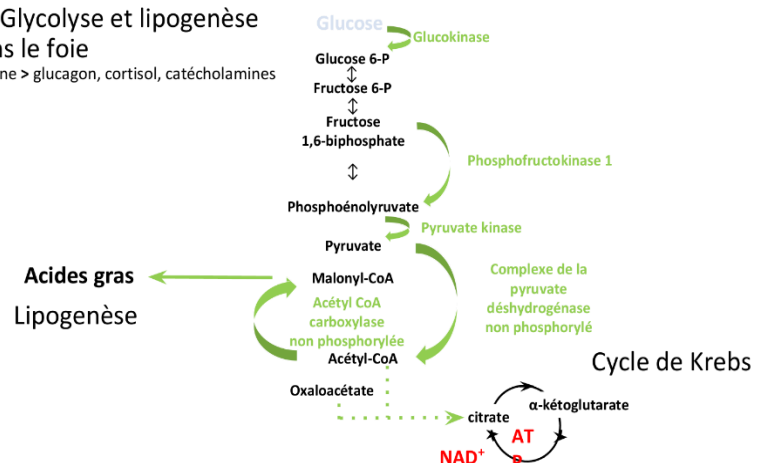 Glycolyse et lipogenèse
le foie
> glucagon, cortisol, catécholamines
Glucose
Glucokinase
Glucose 6-P
Fructose 6-P
Fructose
1,6-biphosphate
Phosphofructokinase 1
Phosphoénolyruvate
Pyruvate kinase
Pyruvate
Complexe de la
pyruvate
déshydrogénase
non phosphorylé
Malonyl-CoA
Acides gras
Lipogenèse
Acétyl CoA
carboxylase
non phosphorylée
Acétyl-CoA
Cycle de Krebs
Oxaloacétate
citrate
α-kétoglutarate
AT
NAD⁺